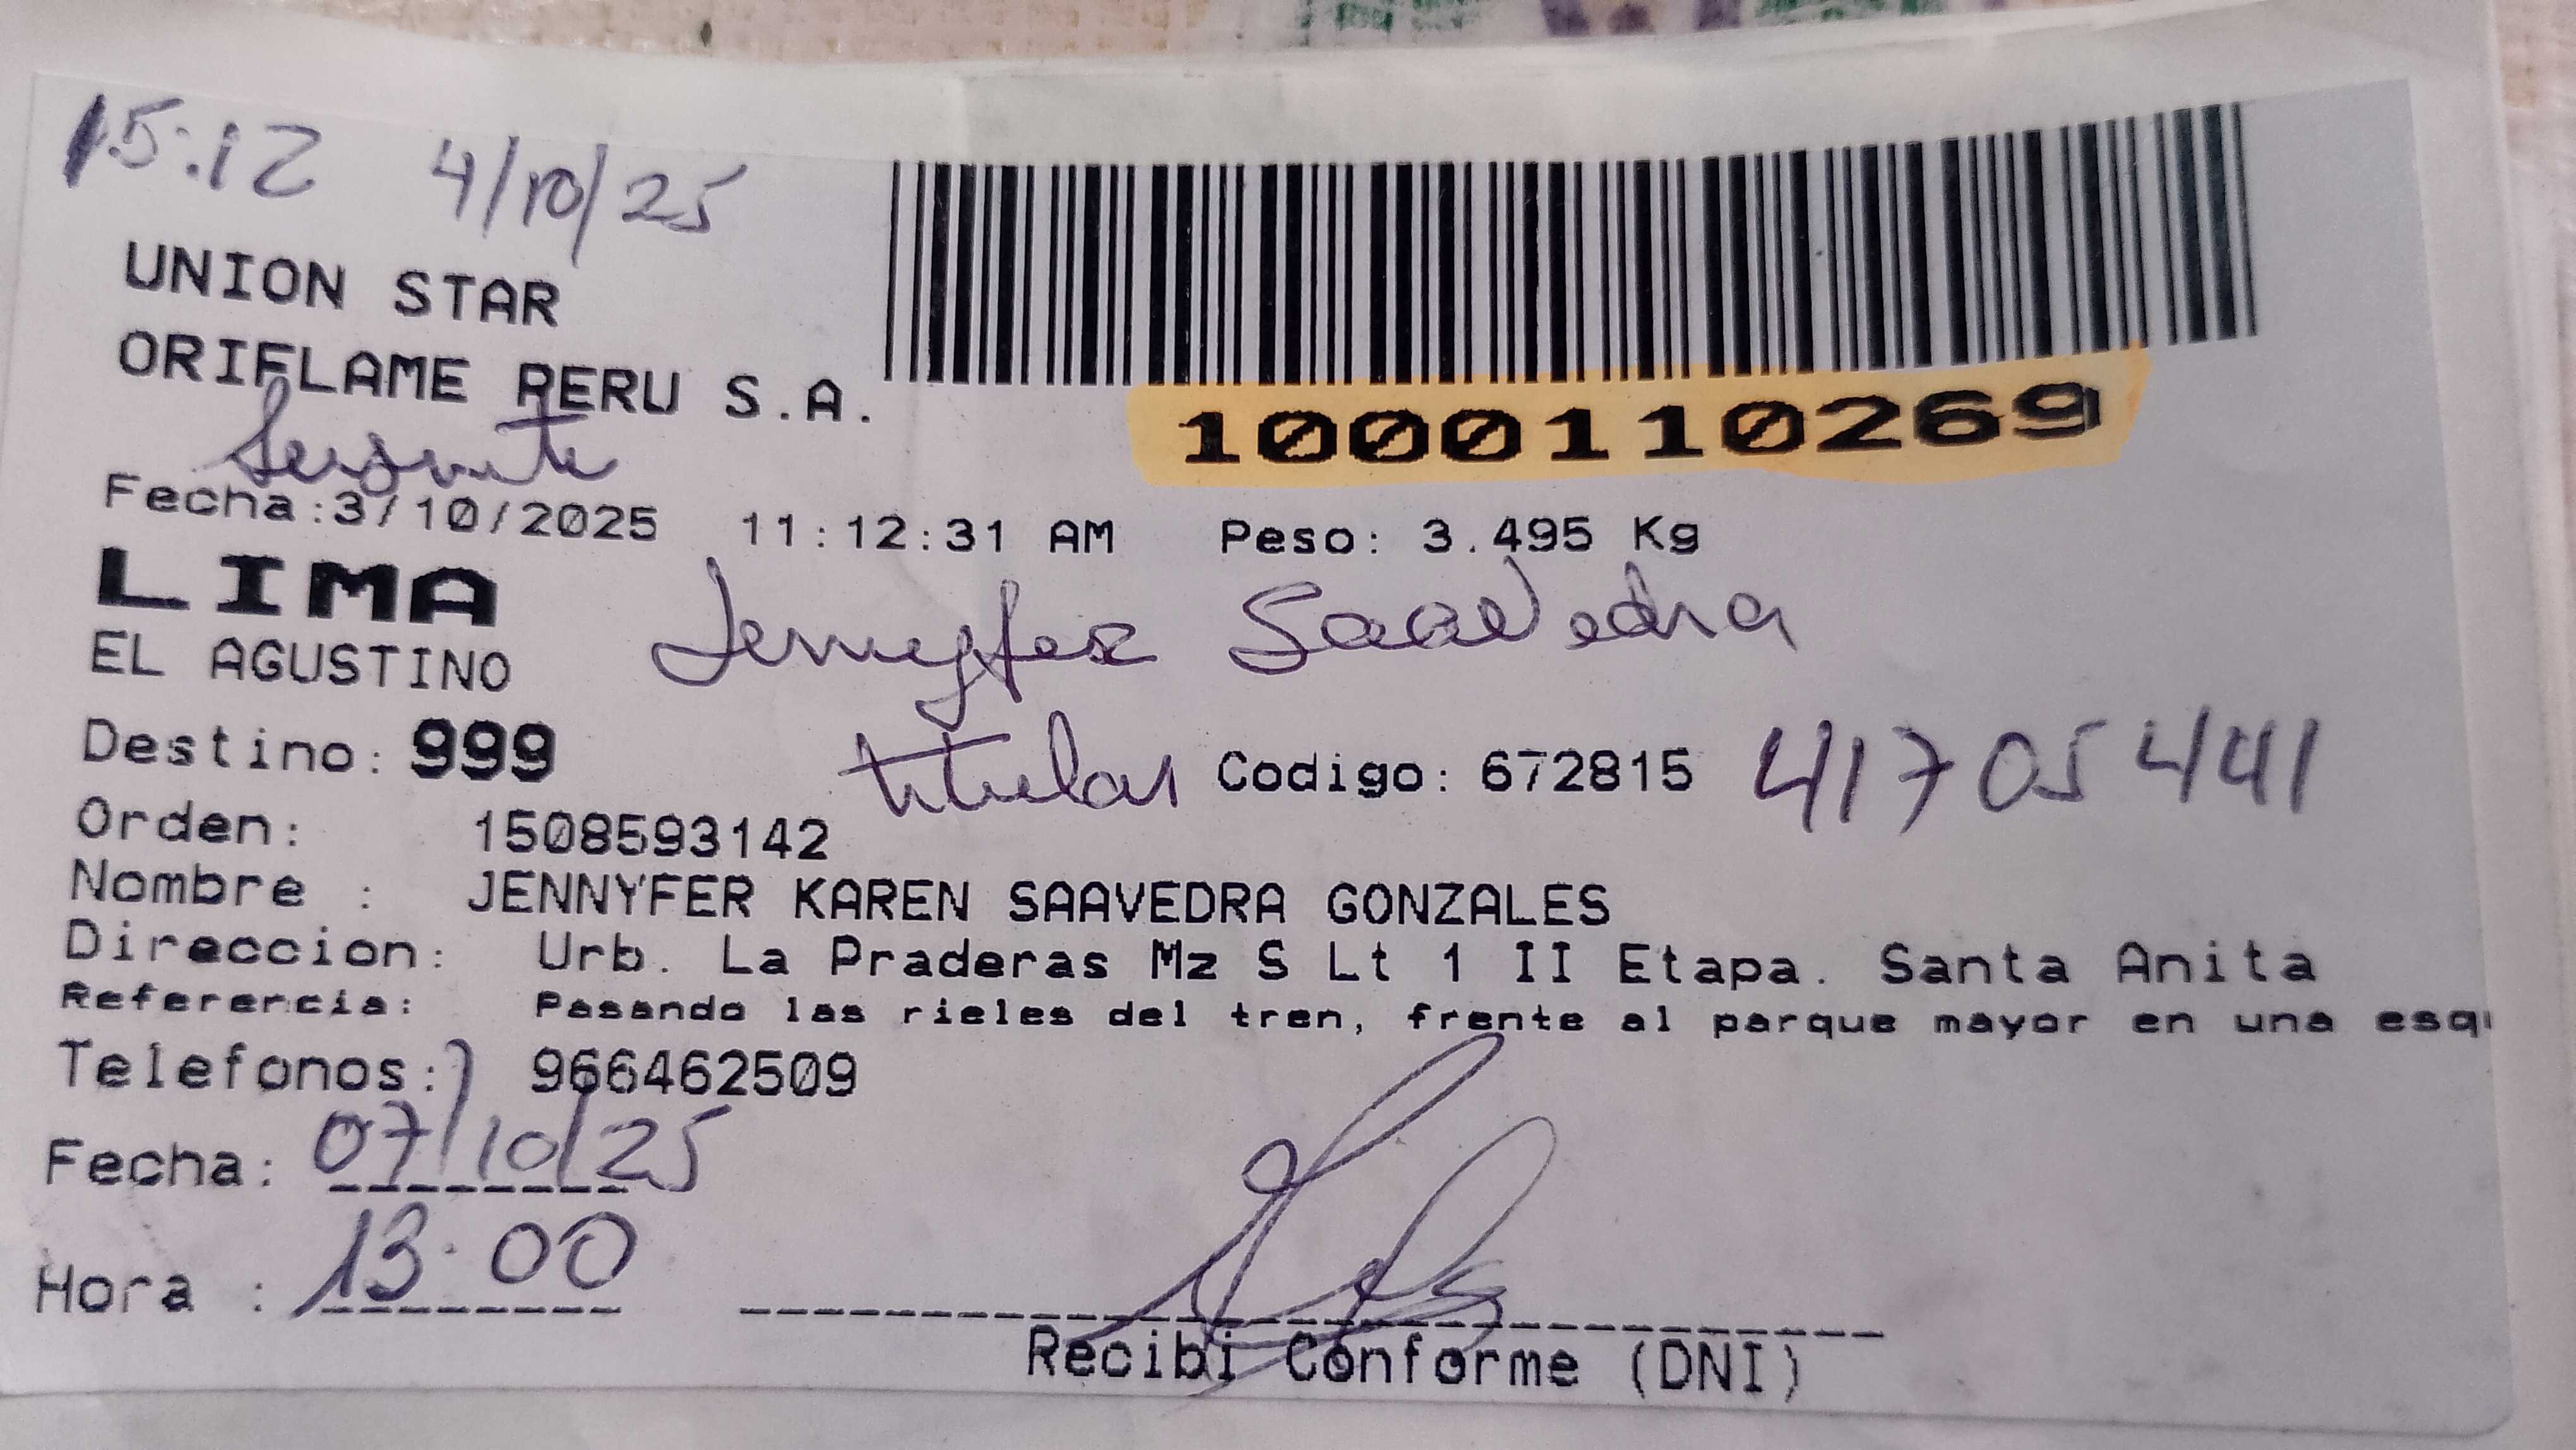 15:12 4/10/25
UNION STAR
ORIFLAME PERU S.A.
1000110269
Fecha:3/10/2025 11:12:31 AM Peso: 3.495 Kg
LIMA
EL AGUSTINO
Jennyfer Saavedra
Destino: 999 titular Codigo: 672815 41705441
Orden: 1508593142
Nombre : JENNYFER KAREN SAAVEDRA GONZALES
Direccion: Urb. La Praderas Mz S Lt 1 II Etapa. Santa Anita
Referencia: Pasando las rieles del tren, frente al parque mayor en una esqu
Telefonos: 966462509
Fecha: 07/10/25
Hora : 13:00
Recibi Conforme (DNI)